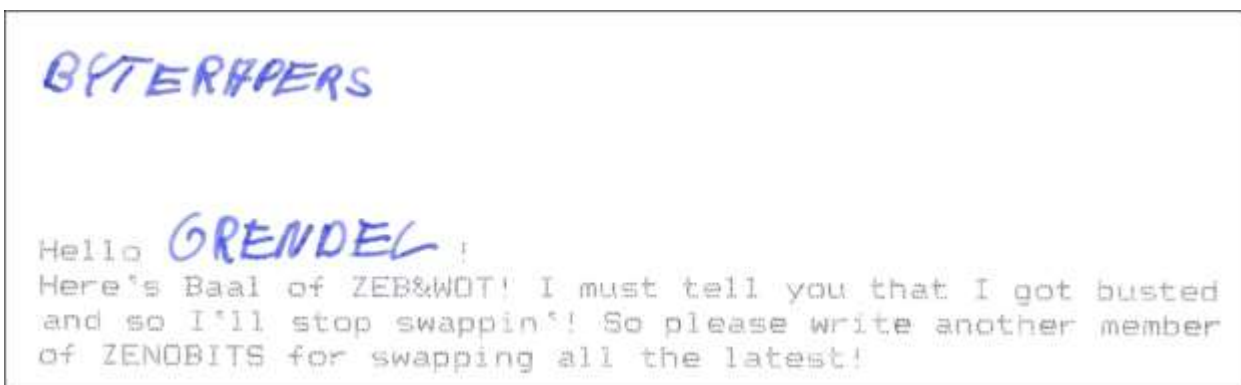 BYTERAPERS
Hello GRENDEL !
Here's Baal of ZEB&WOT! I must tell you that I got busted
and so I'll stop swappin'! So please write another member
of ZENOBITS for swapping all the latest!